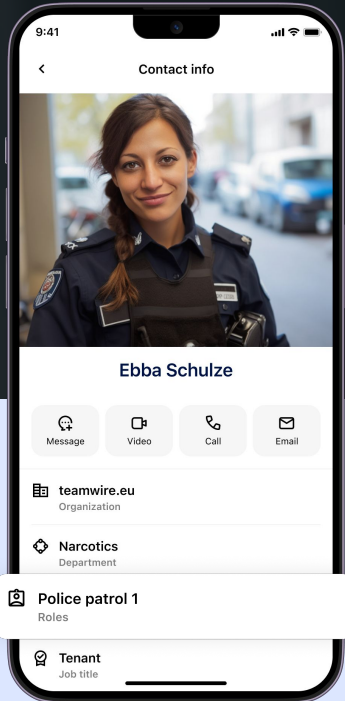 9:41
Contact info
Ebba Schulze
Message Video Call Email
teamwire.eu
Organization
Narcotics
Department
Police patrol 1
Roles
Tenant
Job title